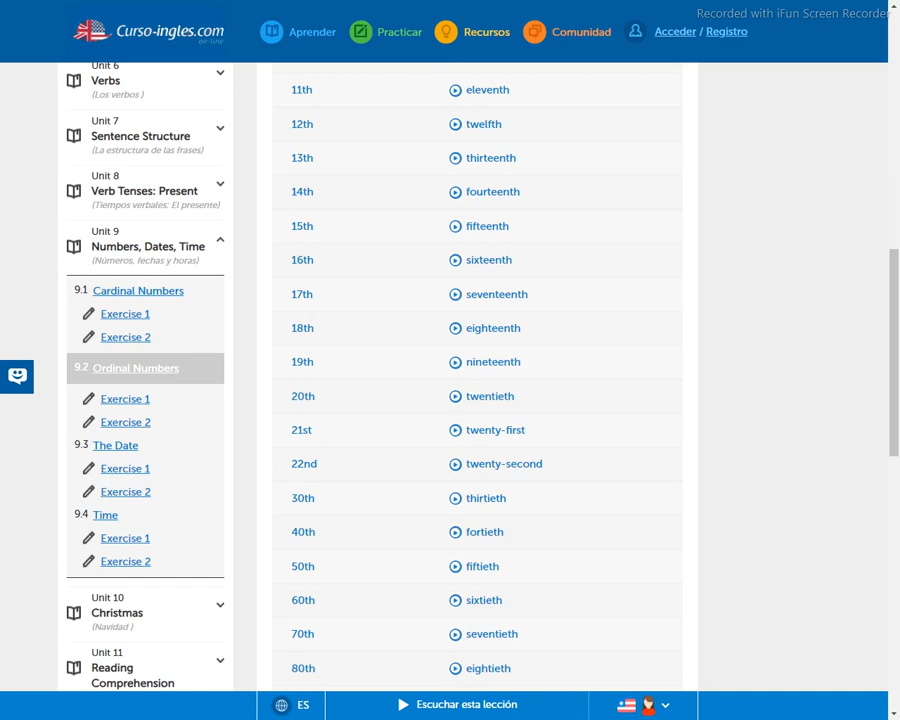 Recorded with iFun Screen Recorder
Curso-ingles.com
on-line
Aprender
Practicar
Recursos
Comunidad
Acceder / Registro
Unit 6
Verbs
(Los verbos )
Unit 7
Sentence Structure
(La estructura de las frases)
Unit 8
Verb Tenses: Present
(Tiempos verbales: El presente)
Unit 9
Numbers, Dates, Time
(Números, fechas y horas)
9.1 Cardinal Numbers
Exercise 1
Exercise 2
9.2 Ordinal Numbers
Exercise 1
Exercise 2
9.3 The Date
Exercise 1
Exercise 2
9.4 Time
Exercise 1
Exercise 2
Unit 10
Christmas
(Navidad )
Unit 11
Reading
Comprehension
11th eleventh
12th twelfth
13th thirteenth
14th fourteenth
15th fifteenth
16th sixteenth
17th seventeenth
18th eighteenth
19th nineteenth
20th twentieth
21st twenty-first
22nd twenty-second
30th thirtieth
40th fortieth
50th fiftieth
60th sixtieth
70th seventieth
80th eightieth
ES
Escuchar esta lección